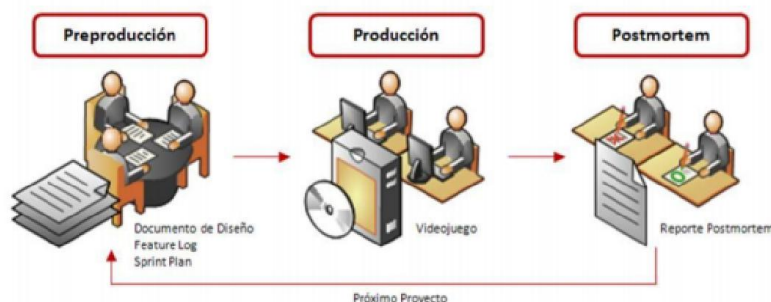 Preproducción
Producción
Postmortem
Documento de Diseño
Feature Log
Sprint Plan
Videojuego
Reporte Postmortem
Próximo Proyecto